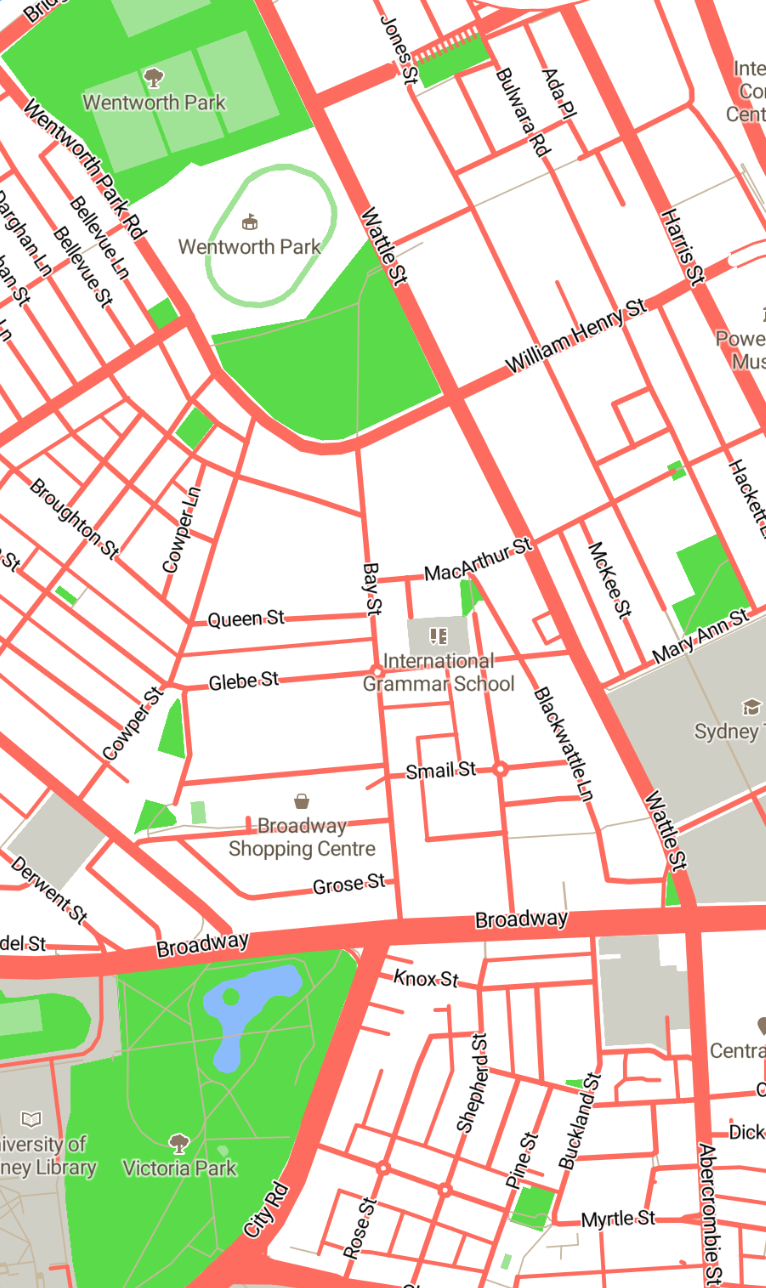 Jones St
Wentworth Park
Ada Pl
Bulwara Rd
Wentworth Park Rd
Bellevue Ln
Darghan Ln
Wattle St
Harris St
Wentworth Park
Bellevue St
William Henry St
Broughton St
Cowper Ln
MacArthur St
McKee St
Bay St
Queen St
Mary Ann St
International
Grammar School
Glebe St
Cowper St
Blackwattle Ln
Smail St
Wattle St
Broadway
Shopping Centre
Grose St
Derwent St
Broadway
Broadway
Knox St
Shepherd St
Buckland St
Pine St
Victoria Park
City Rd
Rose St
Myrtle St
Abercrombie St